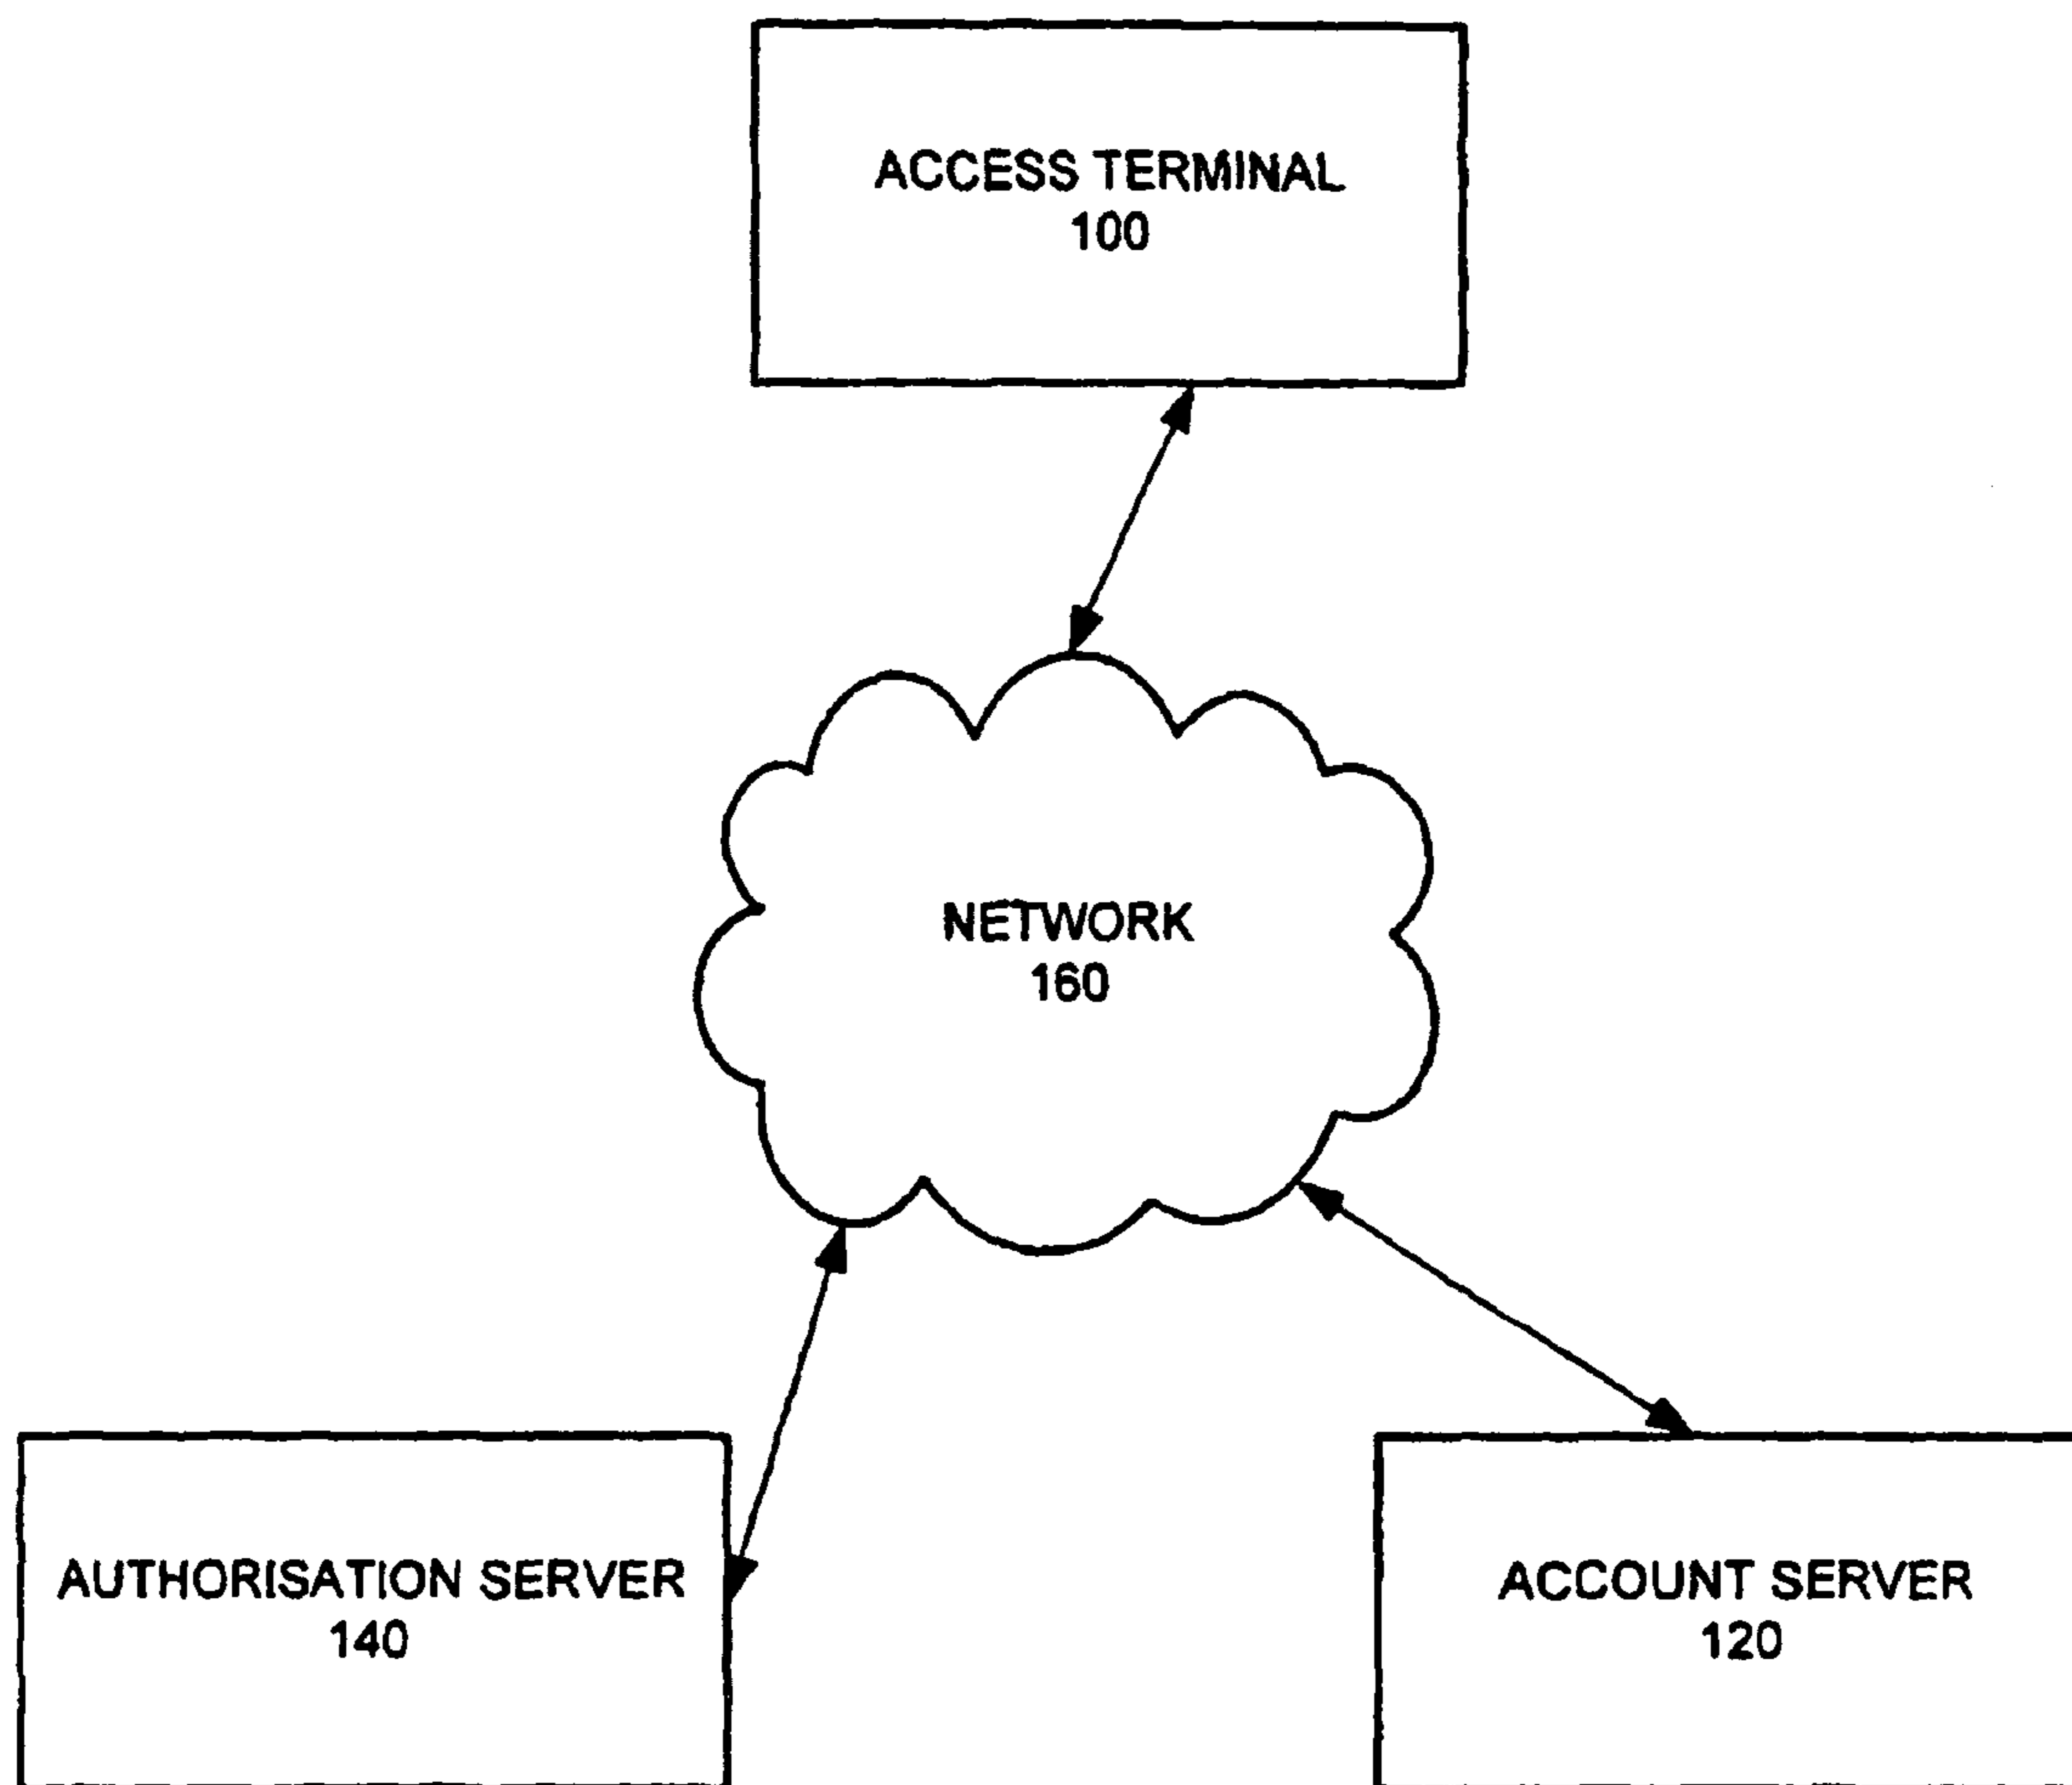 ACCESS TERMINAL
100
NETWORK
160
AUTHORISATION SERVER
140
ACCOUNT SERVER
120